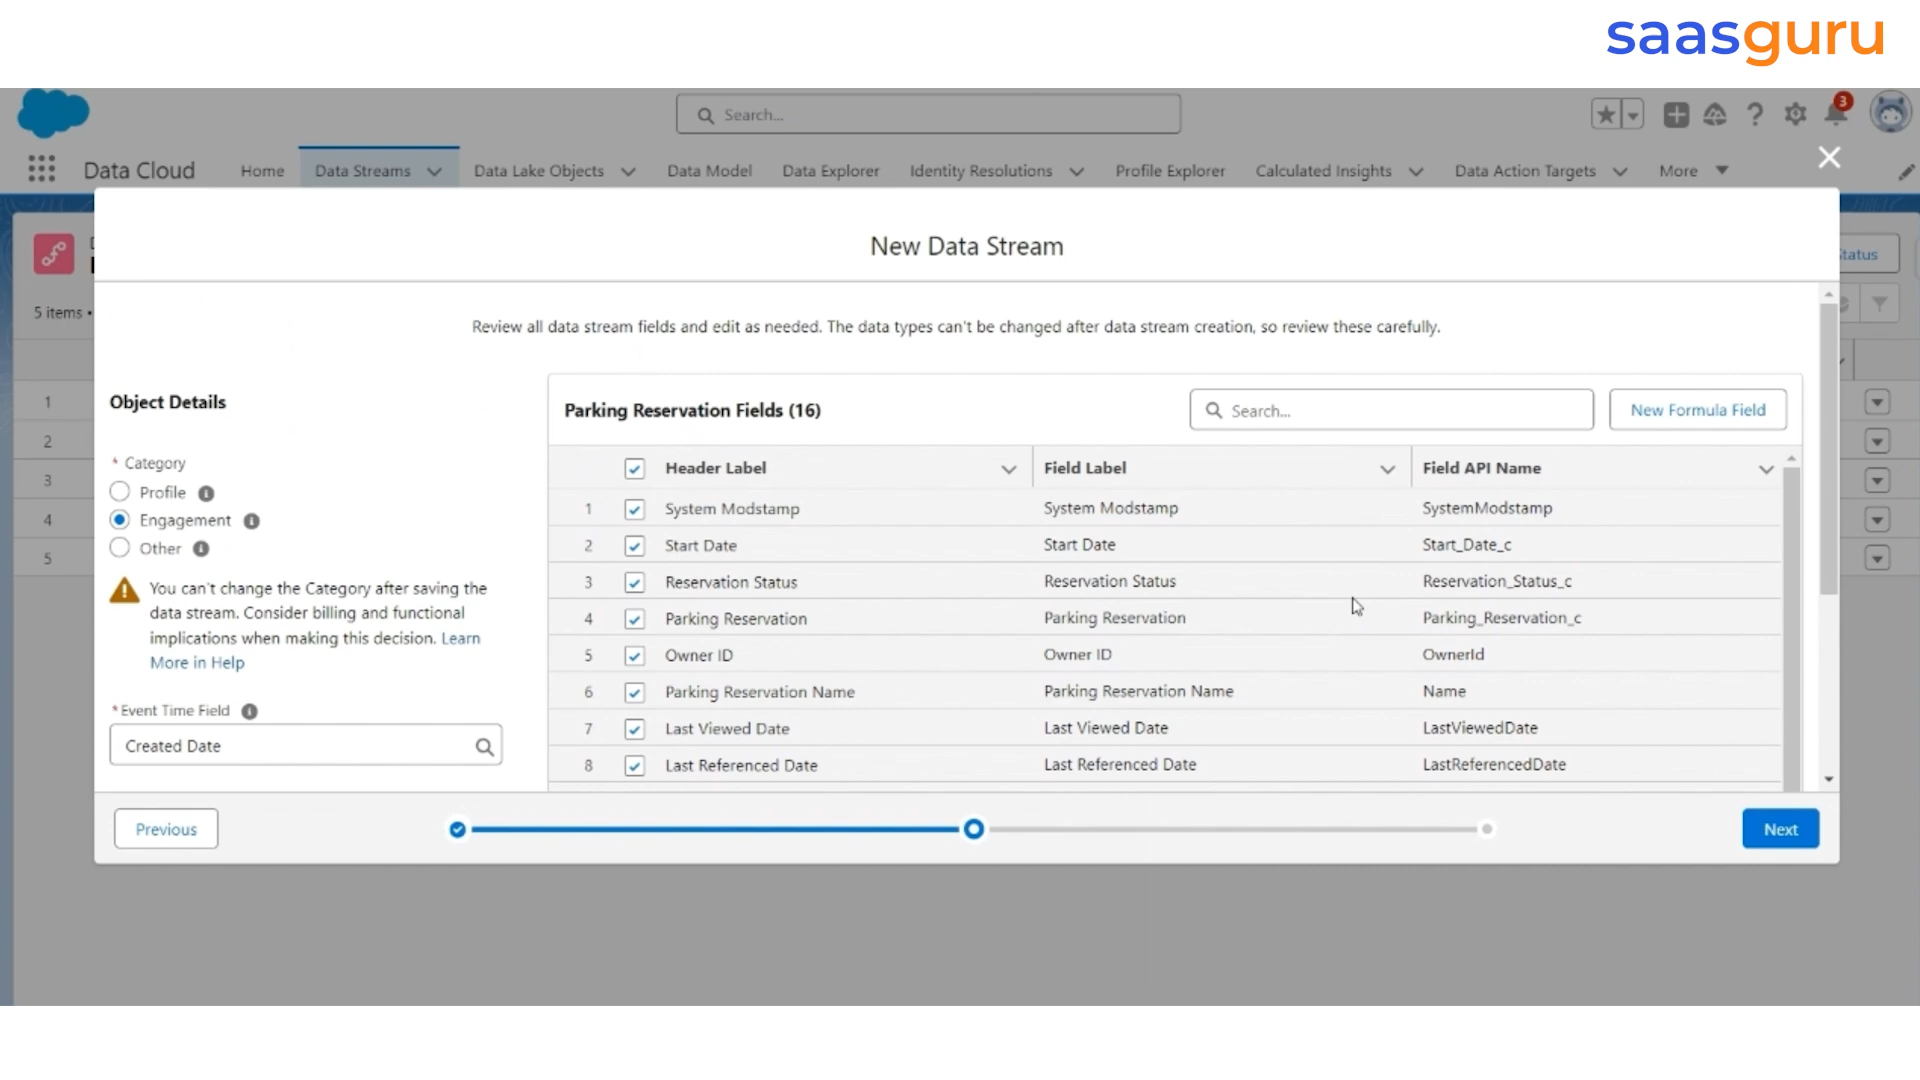 saasguru
Search...
3
Data Cloud
Home
Data Streams
Data Lake Objects
Data Model
Data Explorer
Identity Resolutions
Profile Explorer
Calculated Insights
Data Action Targets
More
New Data Stream
5 items •
Review all data stream fields and edit as needed. The data types can't be changed after data stream creation, so review these carefully.
Object Details
* Category
Profile
Engagement
Other
You can't change the Category after saving the
data stream. Consider billing and functional
implications when making this decision. Learn
More in Help
* Event Time Field
Created Date
Parking Reservation Fields (16)
Search...
New Formula Field
Header Label Field Label Field API Name
1 System Modstamp System Modstamp SystemModstamp
2 Start Date Start Date Start_Date_c
3 Reservation Status Reservation Status Reservation_Status_c
4 Parking Reservation Parking Reservation Parking_Reservation_c
5 Owner ID Owner ID OwnerId
6 Parking Reservation Name Parking Reservation Name Name
7 Last Viewed Date Last Viewed Date LastViewedDate
8 Last Referenced Date Last Referenced Date LastReferencedDate
1
2
3
4
5
Previous
Next